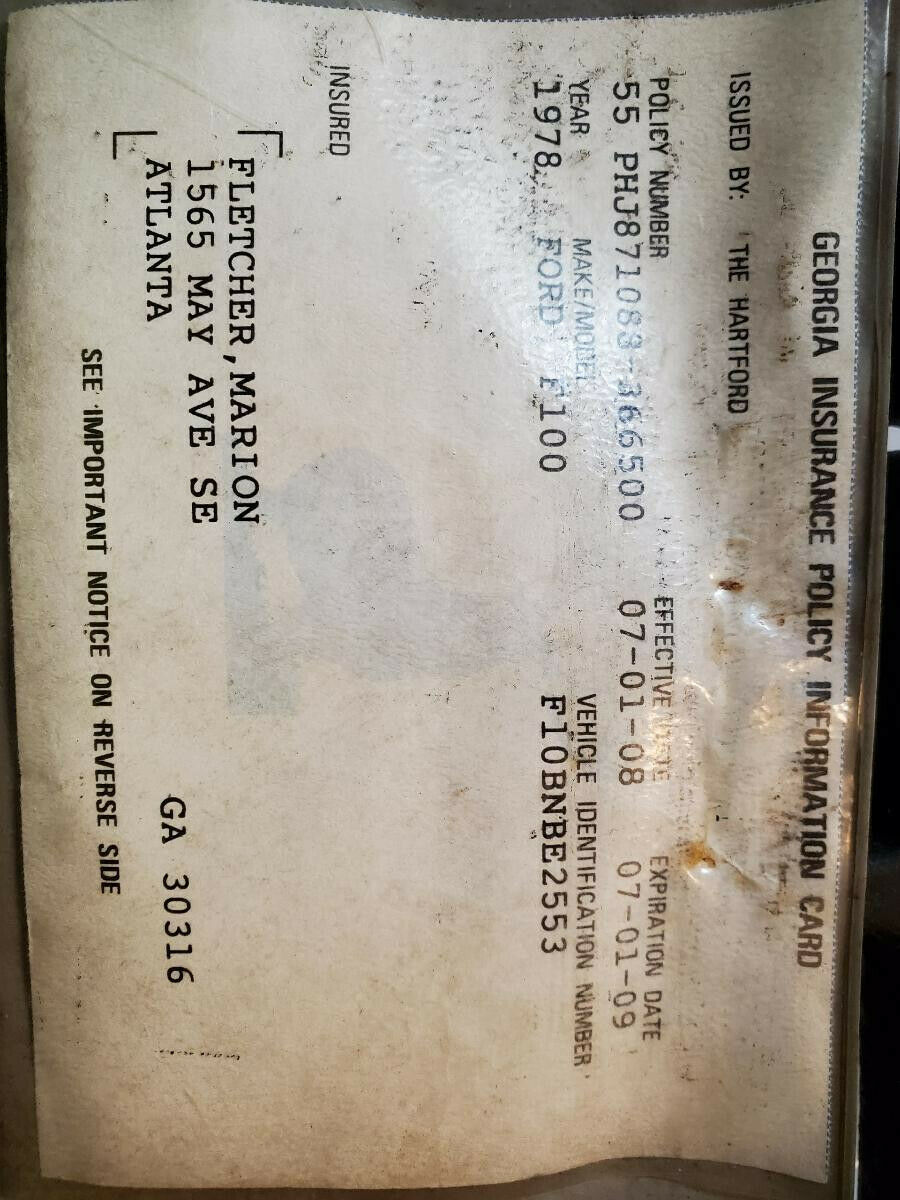 GEORGIA INSURANCE POLICY INFORMATION CARD
ISSUED BY: THE HARTFORD
POLICY NUMBER EFFECTIVE DATE EXPIRATION DATE
55 PHJ871083-366500 07-01-08 07-01-09
YEAR MAKE/MODEL VEHICLE IDENTIFICATION NUMBER
1978 FORD F100 F10BNBE2553
INSURED
FLETCHER,MARION
1565 MAY AVE SE
ATLANTA GA 30316
SEE IMPORTANT NOTICE ON REVERSE SIDE